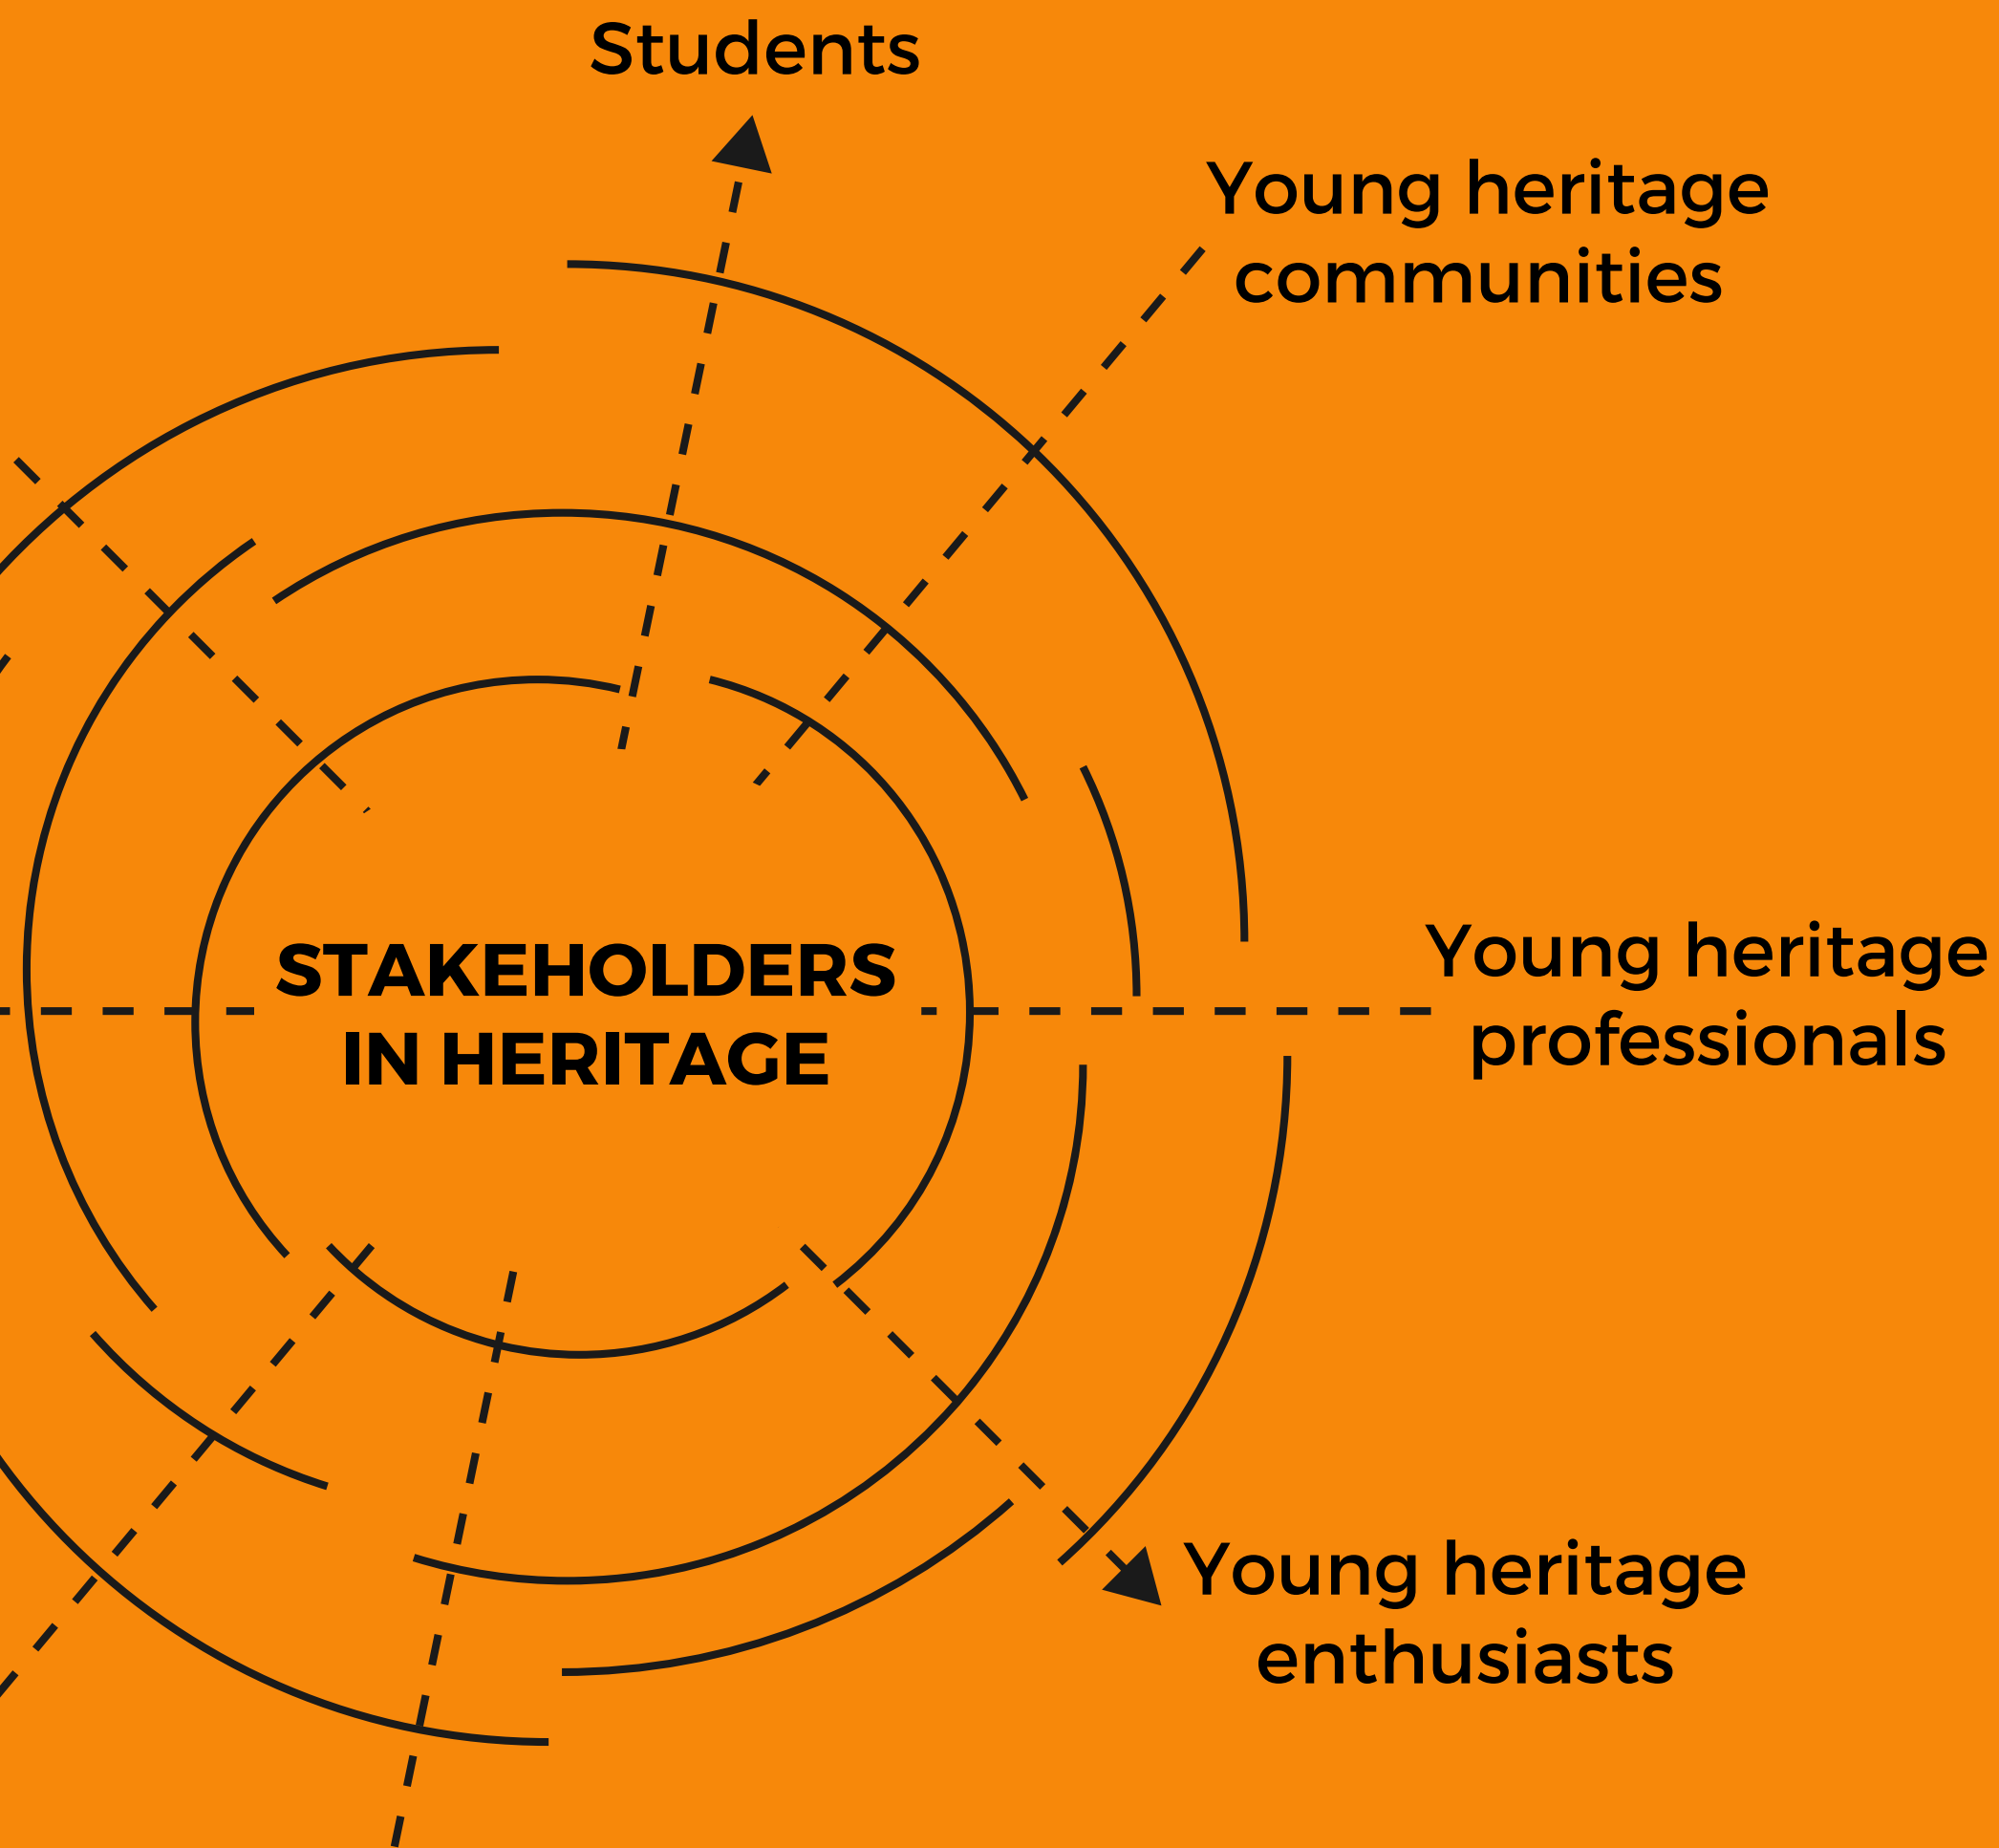 Students
Young heritage
communities
STAKEHOLDERS
IN HERITAGE
Young heritage
professionals
Young heritage
enthusiasts